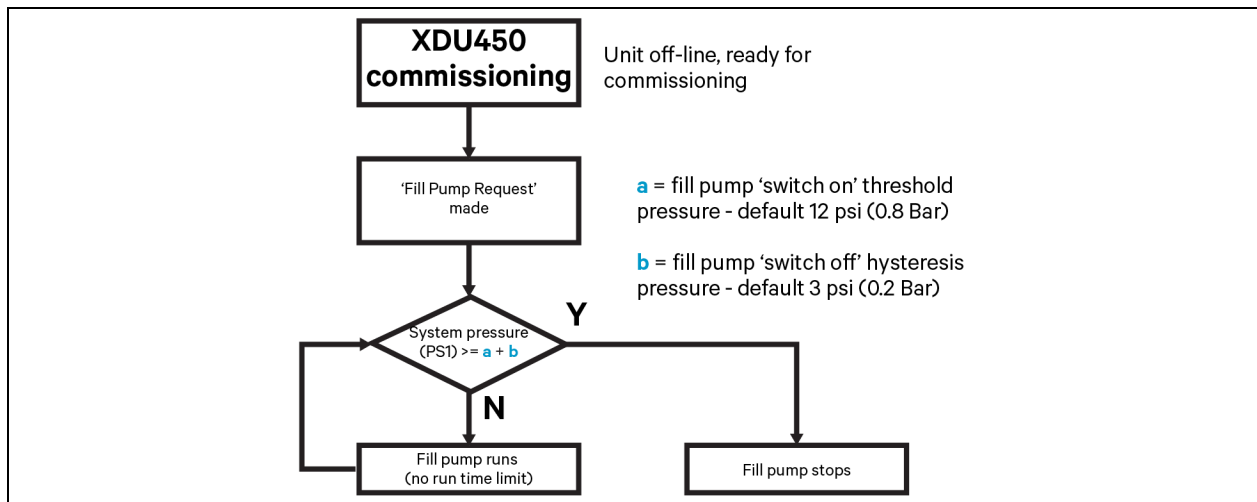 XDU450
commissioning
Unit off-line, ready for
commissioning
‘Fill Pump Request’
made
a = fill pump ‘switch on’ threshold
pressure - default 12 psi (0.8 Bar)
b = fill pump ‘switch off’ hysteresis
pressure - default 3 psi (0.2 Bar)
System pressure
(PS1) >= a + b
Y
N
Fill pump runs
(no run time limit)
Fill pump stops